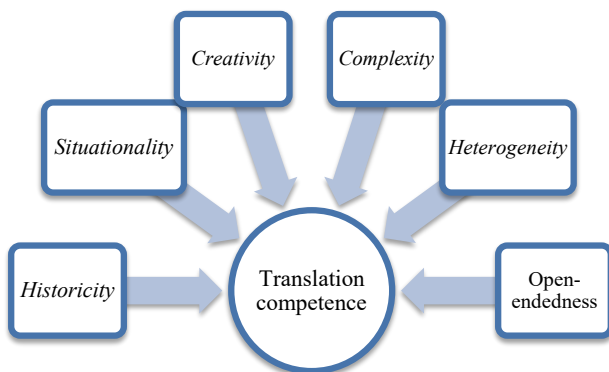 Creativity
Complexity
Situationality
Heterogeneity
Historicity
Translation
competence
Open-
endedness